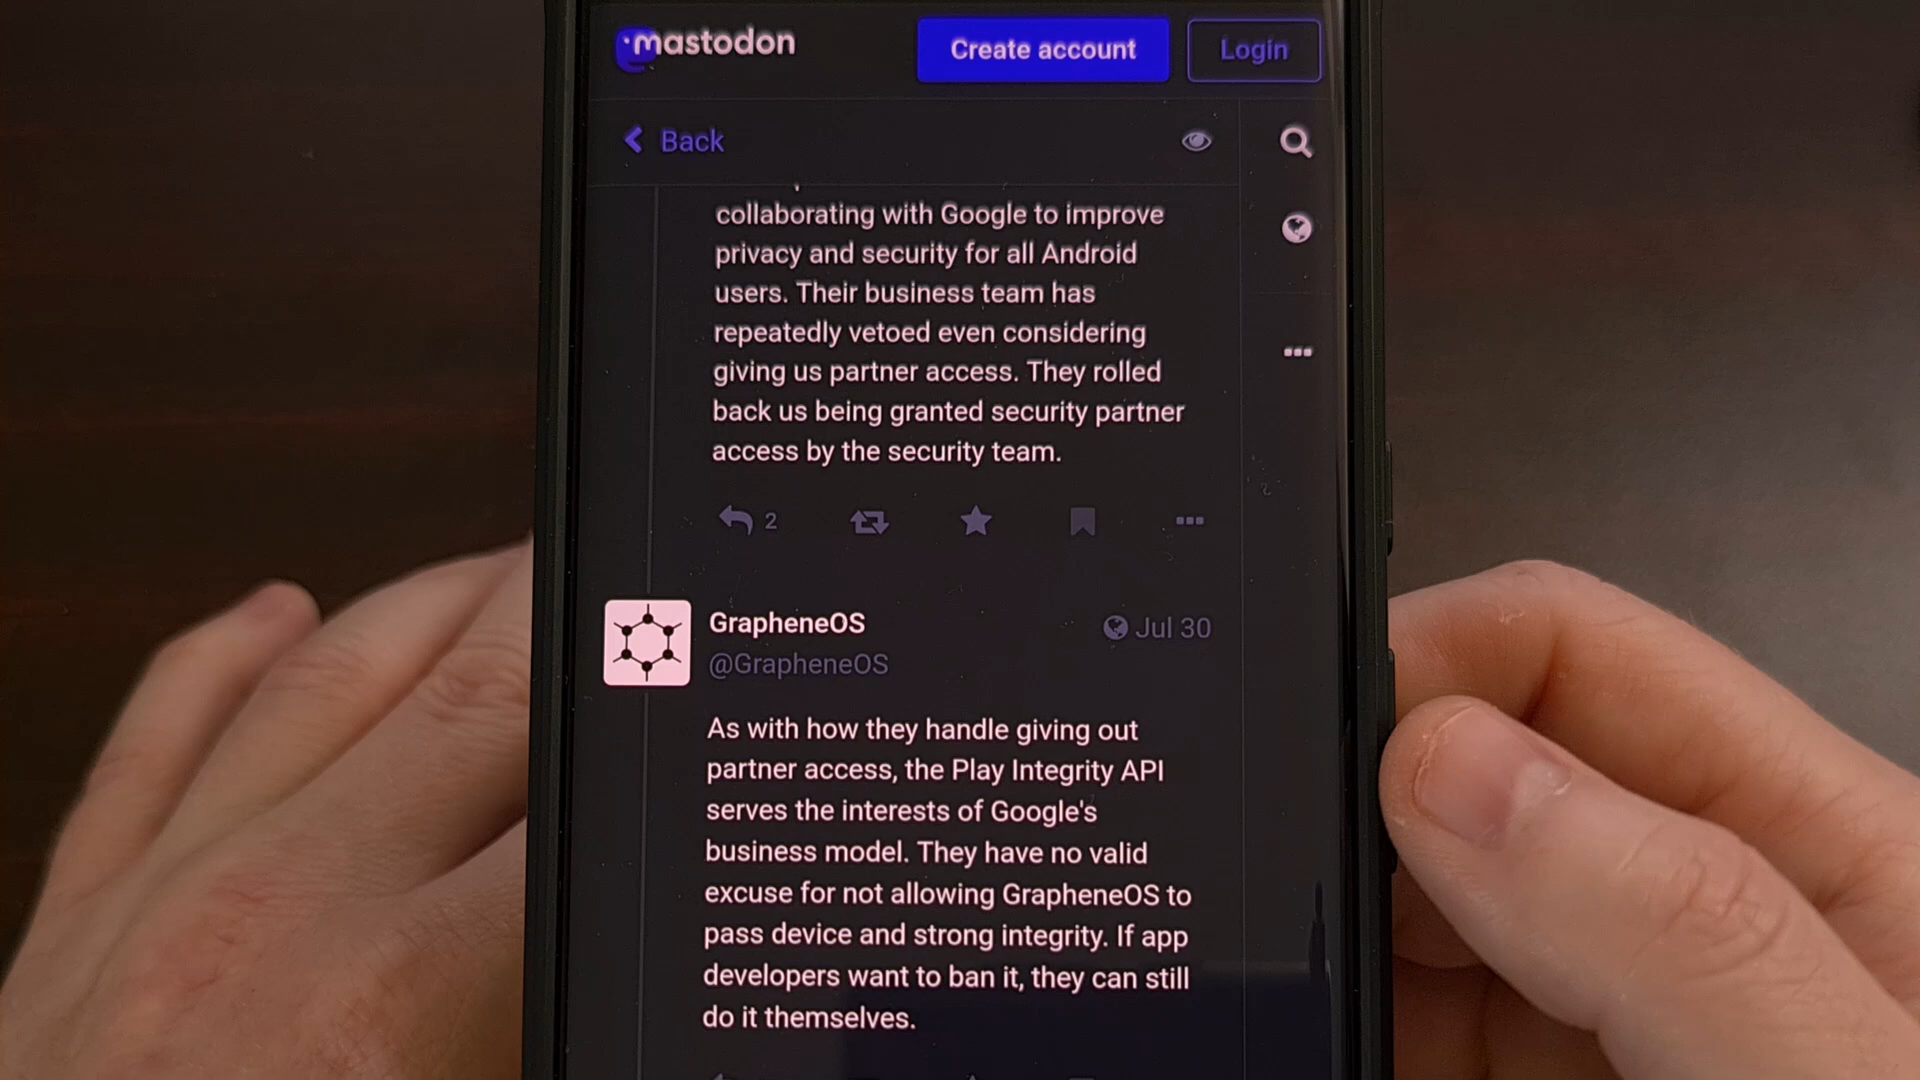 mastodon
Create account
Login
Back
collaborating with Google to improve
privacy and security for all Android
users. Their business team has
repeatedly vetoed even considering
giving us partner access. They rolled
back us being granted security partner
access by the security team.
2
GrapheneOS
Jul 30
@GrapheneOS
As with how they handle giving out
partner access, the Play Integrity API
serves the interests of Google's
business model. They have no valid
excuse for not allowing GrapheneOS to
pass device and strong integrity. If app
developers want to ban it, they can still
do it themselves.